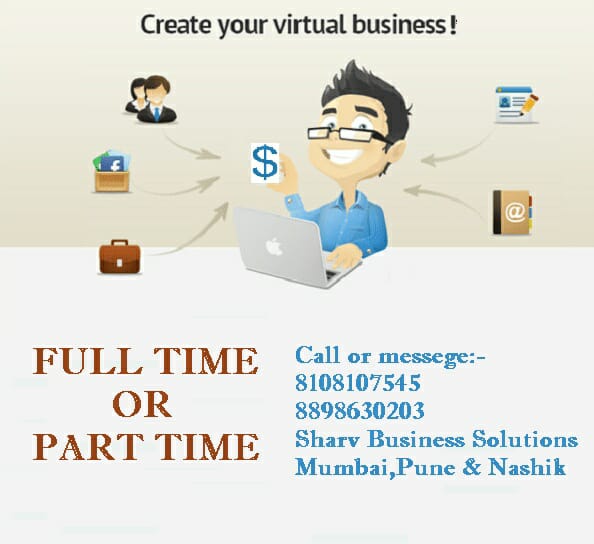 Create your virtual business!
$
f
@
FULL TIME
OR
PART TIME
Call or messege:-
8108107545
8898630203
Sharv Business Solutions
Mumbai,Pune & Nashik